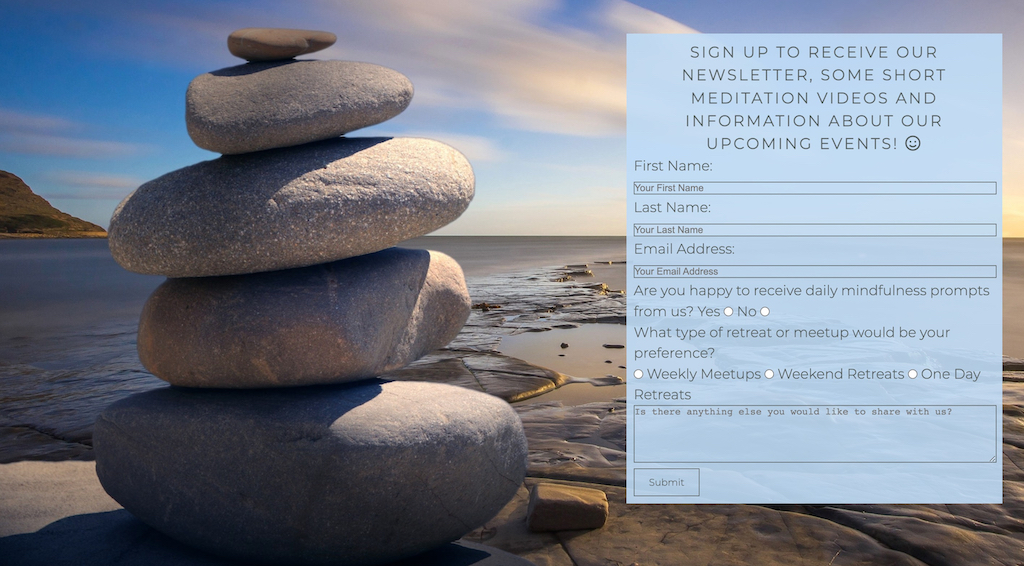 SIGN UP TO RECEIVE OUR
NEWSLETTER, SOME SHORT
MEDITATION VIDEOS AND
INFORMATION ABOUT OUR
UPCOMING EVENTS! ☺
First Name:
Your First Name
Last Name:
Your Last Name
Email Address:
Your Email Address
Are you happy to receive daily mindfulness prompts
from us? Yes No
What type of retreat or meetup would be your
preference?
Weekly Meetups Weekend Retreats One Day
Retreats
Is there anything else you would like to share with us?
Submit